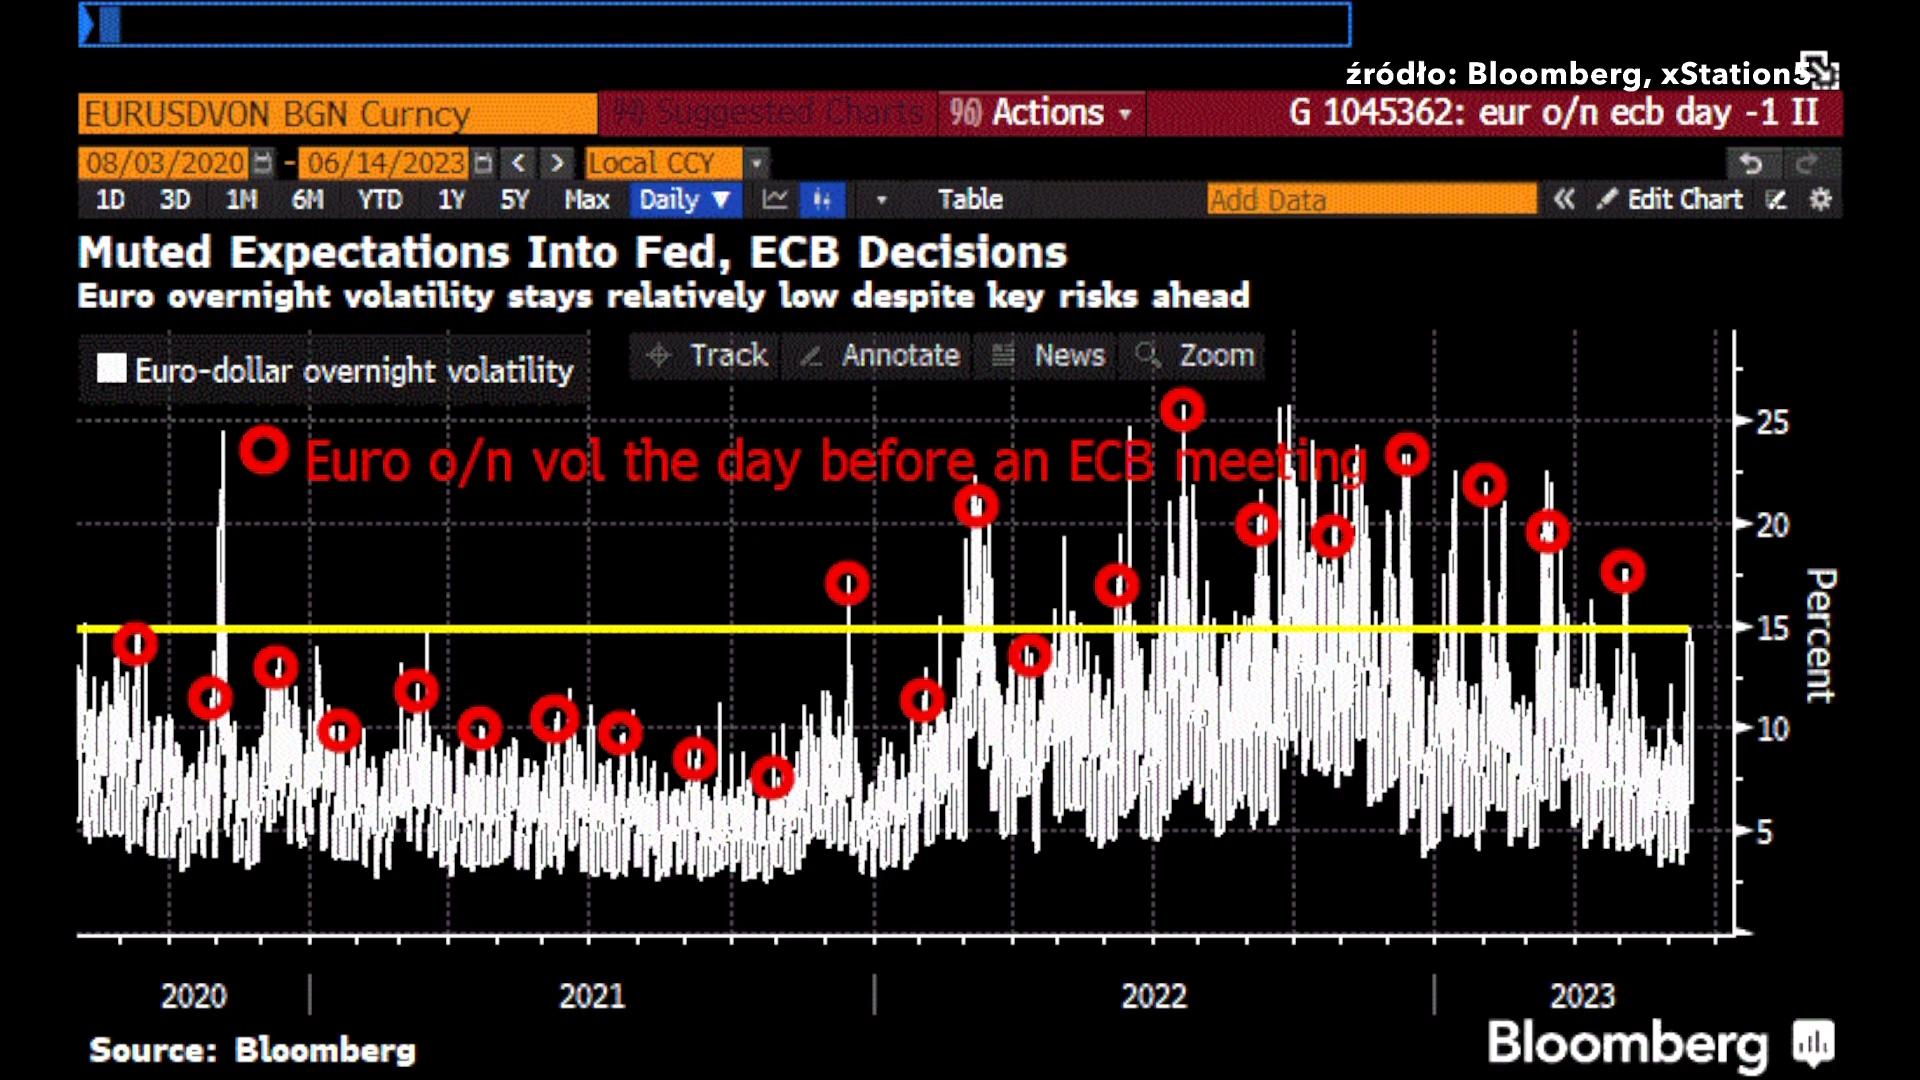 źródło: Bloomberg, xStation5
EURUSDVON BGN Curncy
94) Suggested Charts
96) Actions
G 1045362: eur o/n ecb day -1 II
08/03/2020 - 06/14/2023 < > Local CCY
1D 3D 1M 6M YTD 1Y 5Y Max Daily ▼ Table Add Data « Edit Chart
Muted Expectations Into Fed, ECB Decisions
Euro overnight volatility stays relatively low despite key risks ahead
Euro-dollar overnight volatility
Track Annotate News Zoom
Euro o/n vol the day before an ECB meeting
25
20
15
10
5
Percent
2020 2021 2022 2023
Source: Bloomberg
Bloomberg